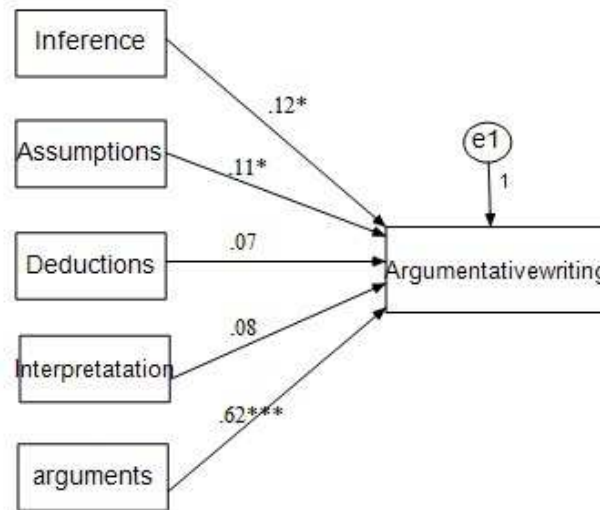 Inference
.12*
e1
Assumptions
.11*
1
.07
Deductions
Argumentativewriting
.08
Interpretatation
.62***
arguments